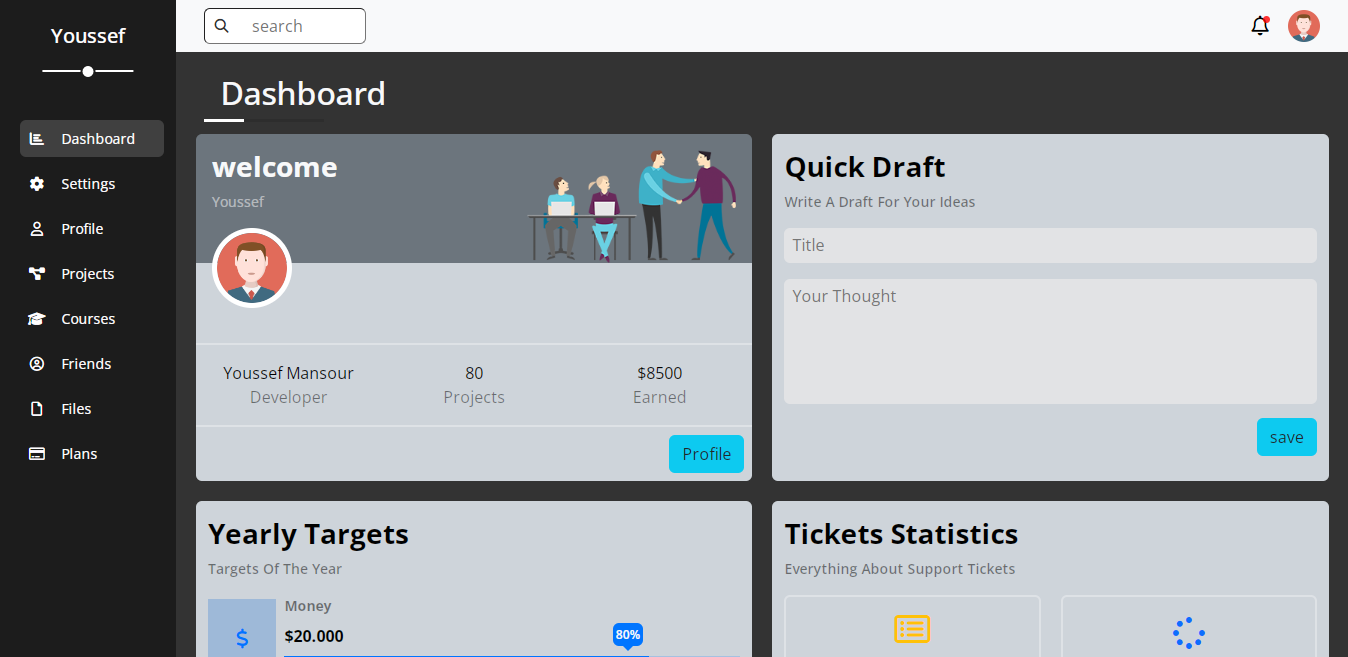 Youssef
Dashboard
Settings
Profile
Projects
Courses
Friends
Files
Plans
search
Dashboard
welcome
Youssef
Youssef Mansour
Developer
80
Projects
$8500
Earned
Profile
Quick Draft
Write A Draft For Your Ideas
Title
Your Thought
save
Yearly Targets
Targets Of The Year
$
Money
$20.000
80%
Tickets Statistics
Everything About Support Tickets